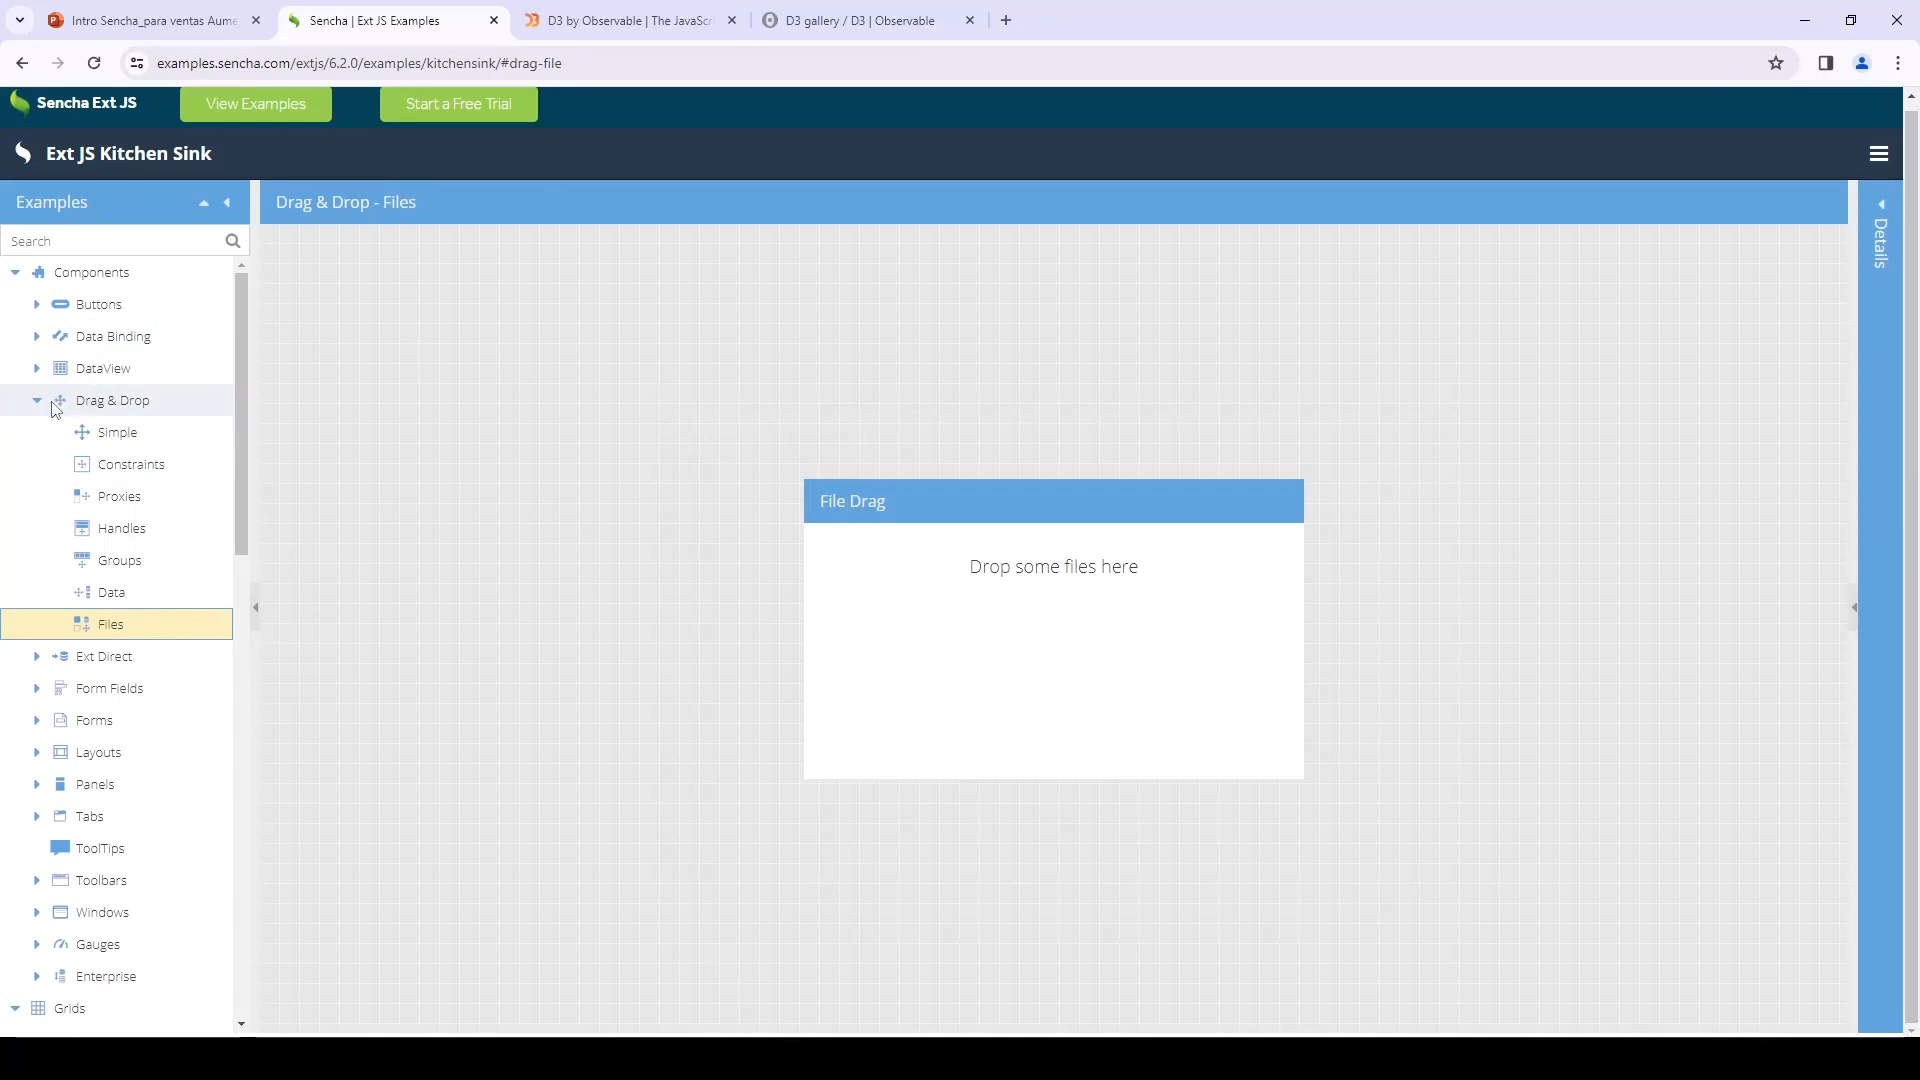 Intro Sencha_para ventas Aume
Sencha | Ext JS Examples
D3 by Observable | The JavaScri
D3 gallery / D3 | Observable
examples.sencha.com/extjs/6.2.0/examples/kitchensink/#drag-file
Sencha Ext JS
View Examples
Start a Free Trial
Ext JS Kitchen Sink
Examples
Drag & Drop - Files
Details
Search
Components
Buttons
Data Binding
DataView
Drag & Drop
Simple
Constraints
Proxies
Handles
Groups
Data
Files
Ext Direct
Form Fields
Forms
Layouts
Panels
Tabs
ToolTips
Toolbars
Windows
Gauges
Enterprise
Grids
File Drag
Drop some files here